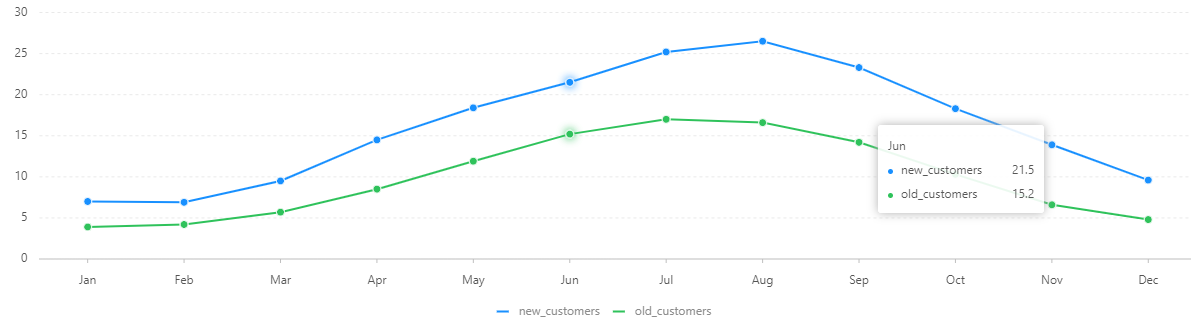 30
25
20
15
10
5
0
Jun
new_customers 21.5
old_customers 15.2
Jan Feb Mar Apr May Jun Jul Aug Sep Oct Nov Dec
new_customers old_customers